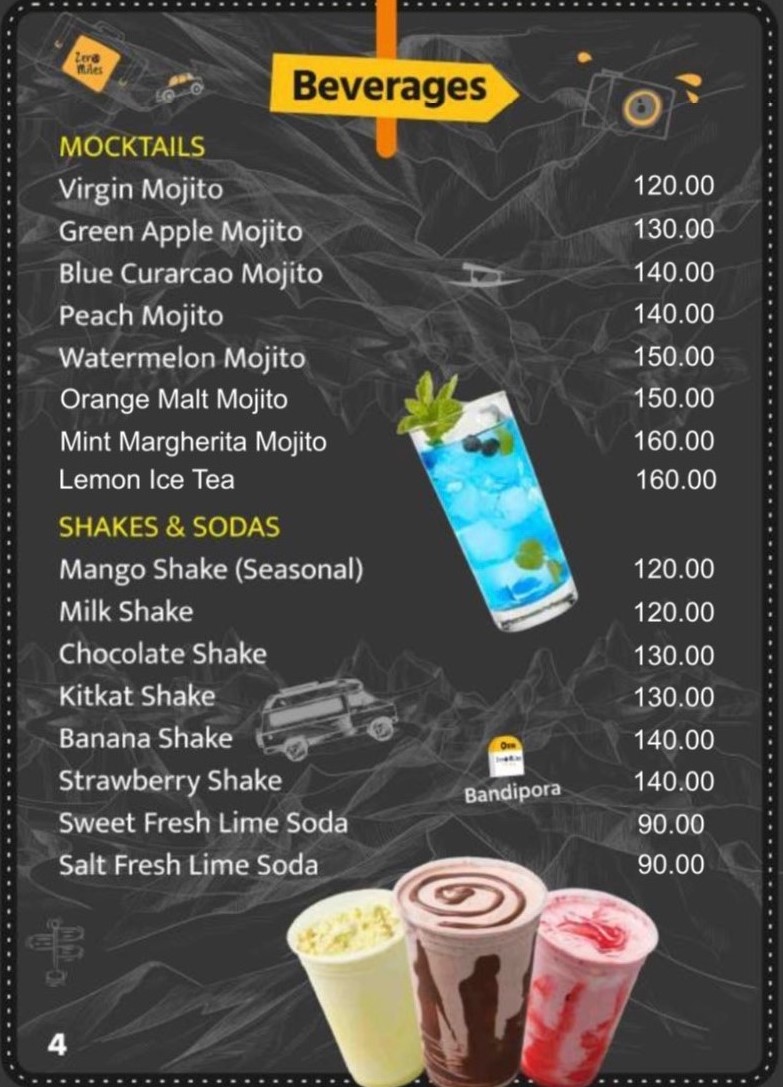 Zero
Miles
Beverages
MOCKTAILS
Virgin Mojito 120.00
Green Apple Mojito 130.00
Blue Curarcao Mojito 140.00
Peach Mojito 140.00
Watermelon Mojito 150.00
Orange Malt Mojito 150.00
Mint Margherita Mojito 160.00
Lemon Ice Tea 160.00
SHAKES & SODAS
Mango Shake (Seasonal) 120.00
Milk Shake 120.00
Chocolate Shake 130.00
Kitkat Shake 130.00
Banana Shake 140.00
Strawberry Shake 140.00
Bandipora
Sweet Fresh Lime Soda 90.00
Salt Fresh Lime Soda 90.00
4